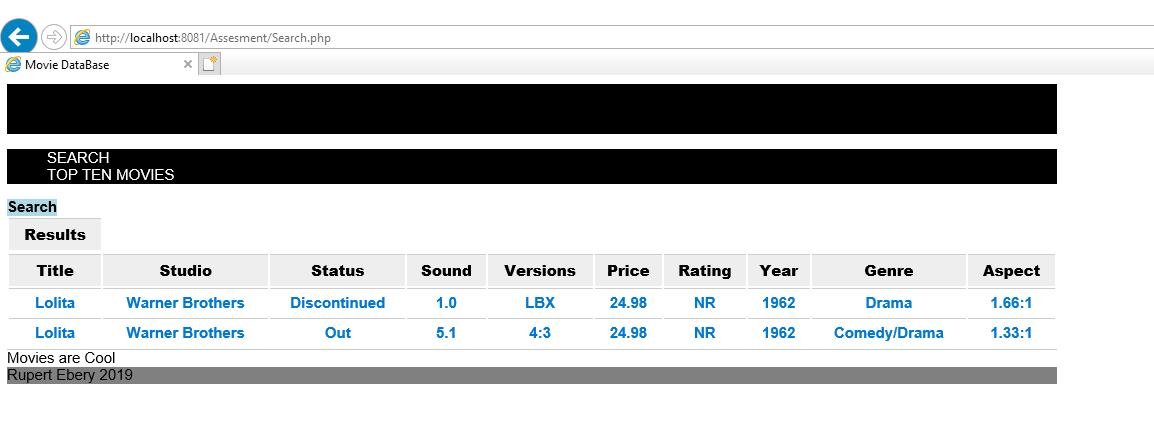 http://localhost:8081/Assesment/Search.php
Movie DataBase
SEARCH
TOP TEN MOVIES
Search
Results
Title Studio Status Sound Versions Price Rating Year Genre Aspect
Lolita Warner Brothers Discontinued 1.0 LBX 24.98 NR 1962 Drama 1.66:1
Lolita Warner Brothers Out 5.1 4:3 24.98 NR 1962 Comedy/Drama 1.33:1
Movies are Cool
Rupert Ebery 2019